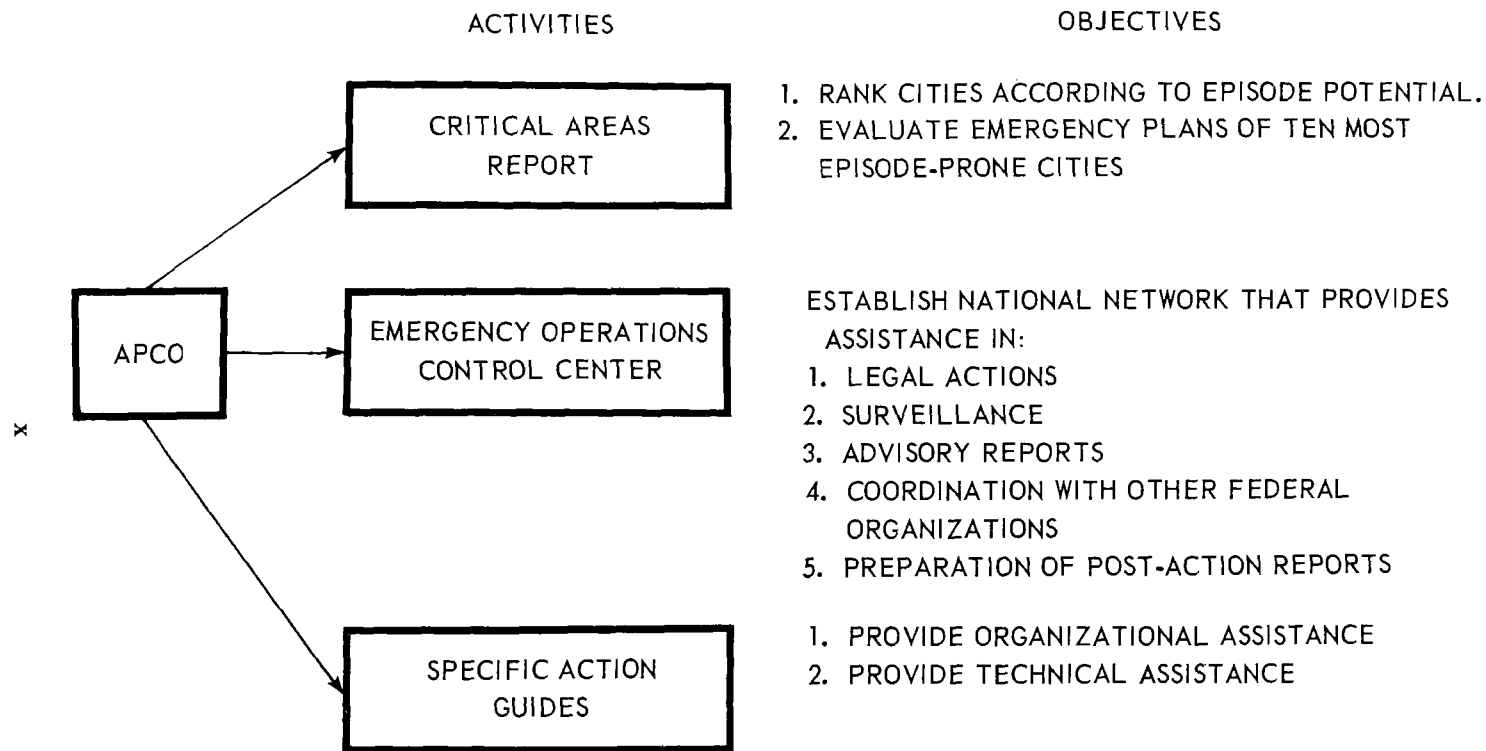 ACTIVITIES
OBJECTIVES
CRITICAL AREAS
REPORT
1. RANK CITIES ACCORDING TO EPISODE POTENTIAL.
2. EVALUATE EMERGENCY PLANS OF TEN MOST
EPISODE-PRONE CITIES
APCO
EMERGENCY OPERATIONS
CONTROL CENTER
ESTABLISH NATIONAL NETWORK THAT PROVIDES
ASSISTANCE IN:
1. LEGAL ACTIONS
2. SURVEILLANCE
3. ADVISORY REPORTS
4. COORDINATION WITH OTHER FEDERAL
ORGANIZATIONS
5. PREPARATION OF POST-ACTION REPORTS
x
SPECIFIC ACTION
GUIDES
1. PROVIDE ORGANIZATIONAL ASSISTANCE
2. PROVIDE TECHNICAL ASSISTANCE